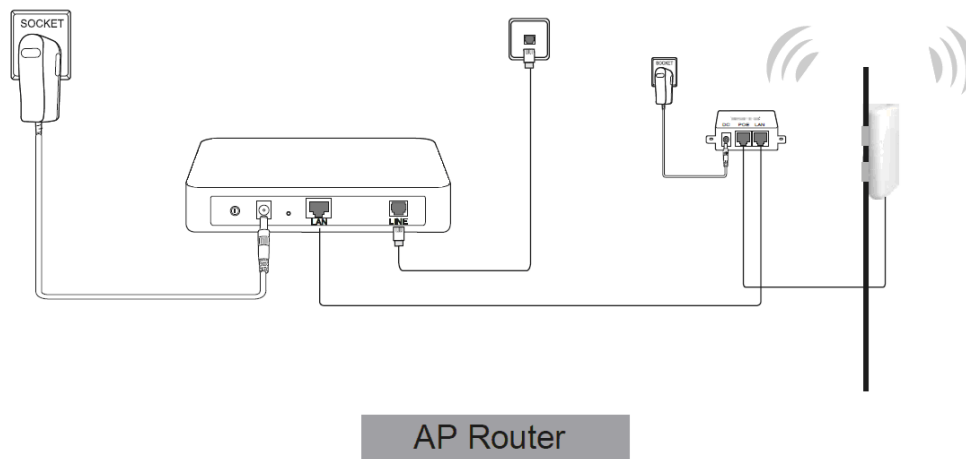 SOCKET
SOCKET
DC POE LAN
LAN
LINE
AP Router